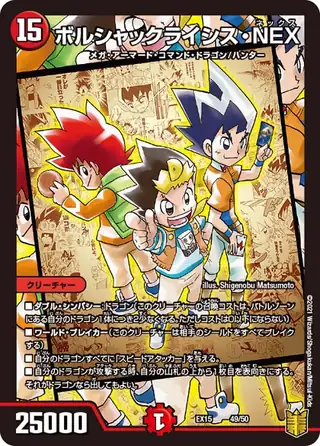 15
ネックス
ボルシャックライシス・NEX
メガ・アーマード・コマンド・ドラゴン/ハンター
クリーチャー
illus. Shigenobu Matsumoto
■ダブル・シンパシー:ドラゴン(このクリーチャーの召喚コストは、バトルゾーン
にある自分のドラゴン1体につき2少なくなる。ただしコストは0以下にならない)
■ワールド・ブレイカー(このクリーチャーは相手のシールドをすべてブレイク
する)
■自分のドラゴンすべてに「スピードアタッカー」を与える。
■自分のドラゴンが攻撃する時、自分の山札の上から1枚目を表向きにする。
それがドラゴンなら出してもよい。
25000
1
EX15
49/50